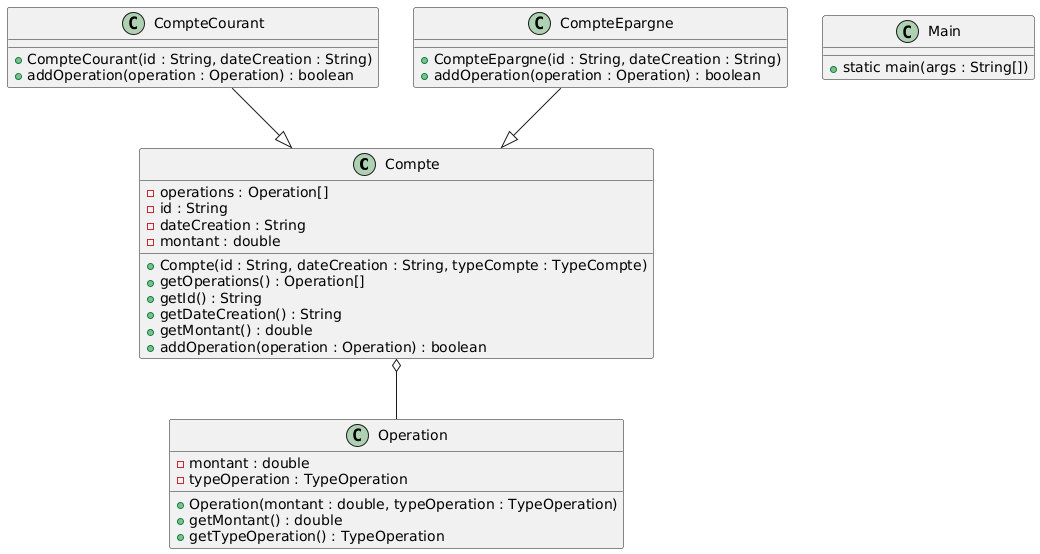 C CompteCourant
CompteCourant(id : String, dateCreation : String)
addOperation(operation : Operation) : boolean
C CompteEpargne
CompteEpargne(id : String, dateCreation : String)
addOperation(operation : Operation) : boolean
C Main
static main(args : String[])
C Compte
operations : Operation[]
id : String
dateCreation : String
montant : double
Compte(id : String, dateCreation : String, typeCompte : TypeCompte)
getOperations() : Operation[]
getId() : String
getDateCreation() : String
getMontant() : double
addOperation(operation : Operation) : boolean
C Operation
montant : double
typeOperation : TypeOperation
Operation(montant : double, typeOperation : TypeOperation)
getMontant() : double
getTypeOperation() : TypeOperation